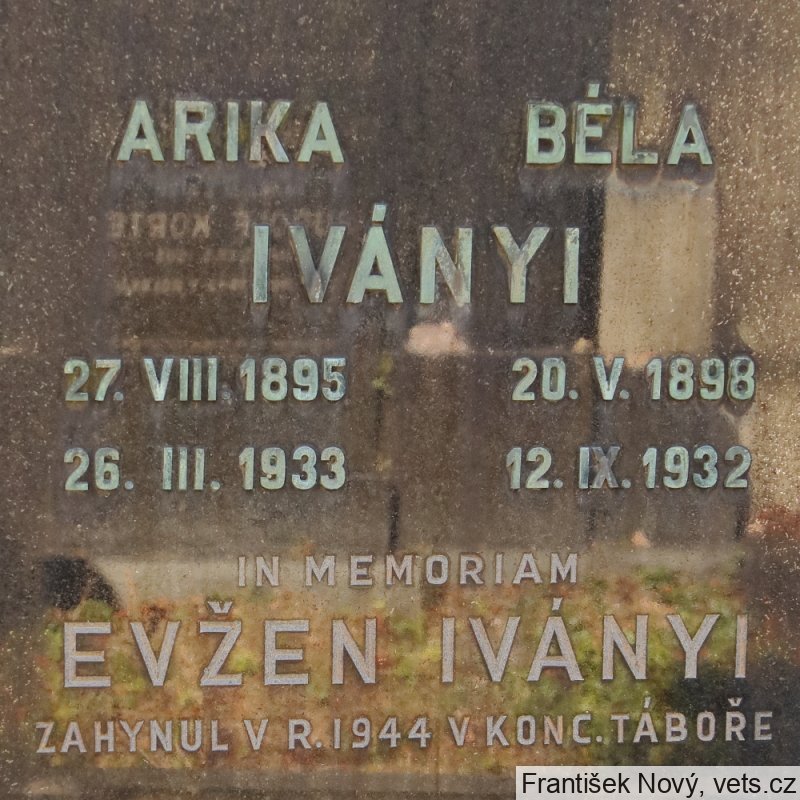 ARIKA BÉLA
IVÁNYI
27. VIII. 1895 20. V. 1898
26. III. 1933 12. IX. 1932
IN MEMORIAM
EVŽEN IVÁNYI
ZAHYNUL V R. 1944 V KONC. TÁBOŘE
František Nový, vets.cz